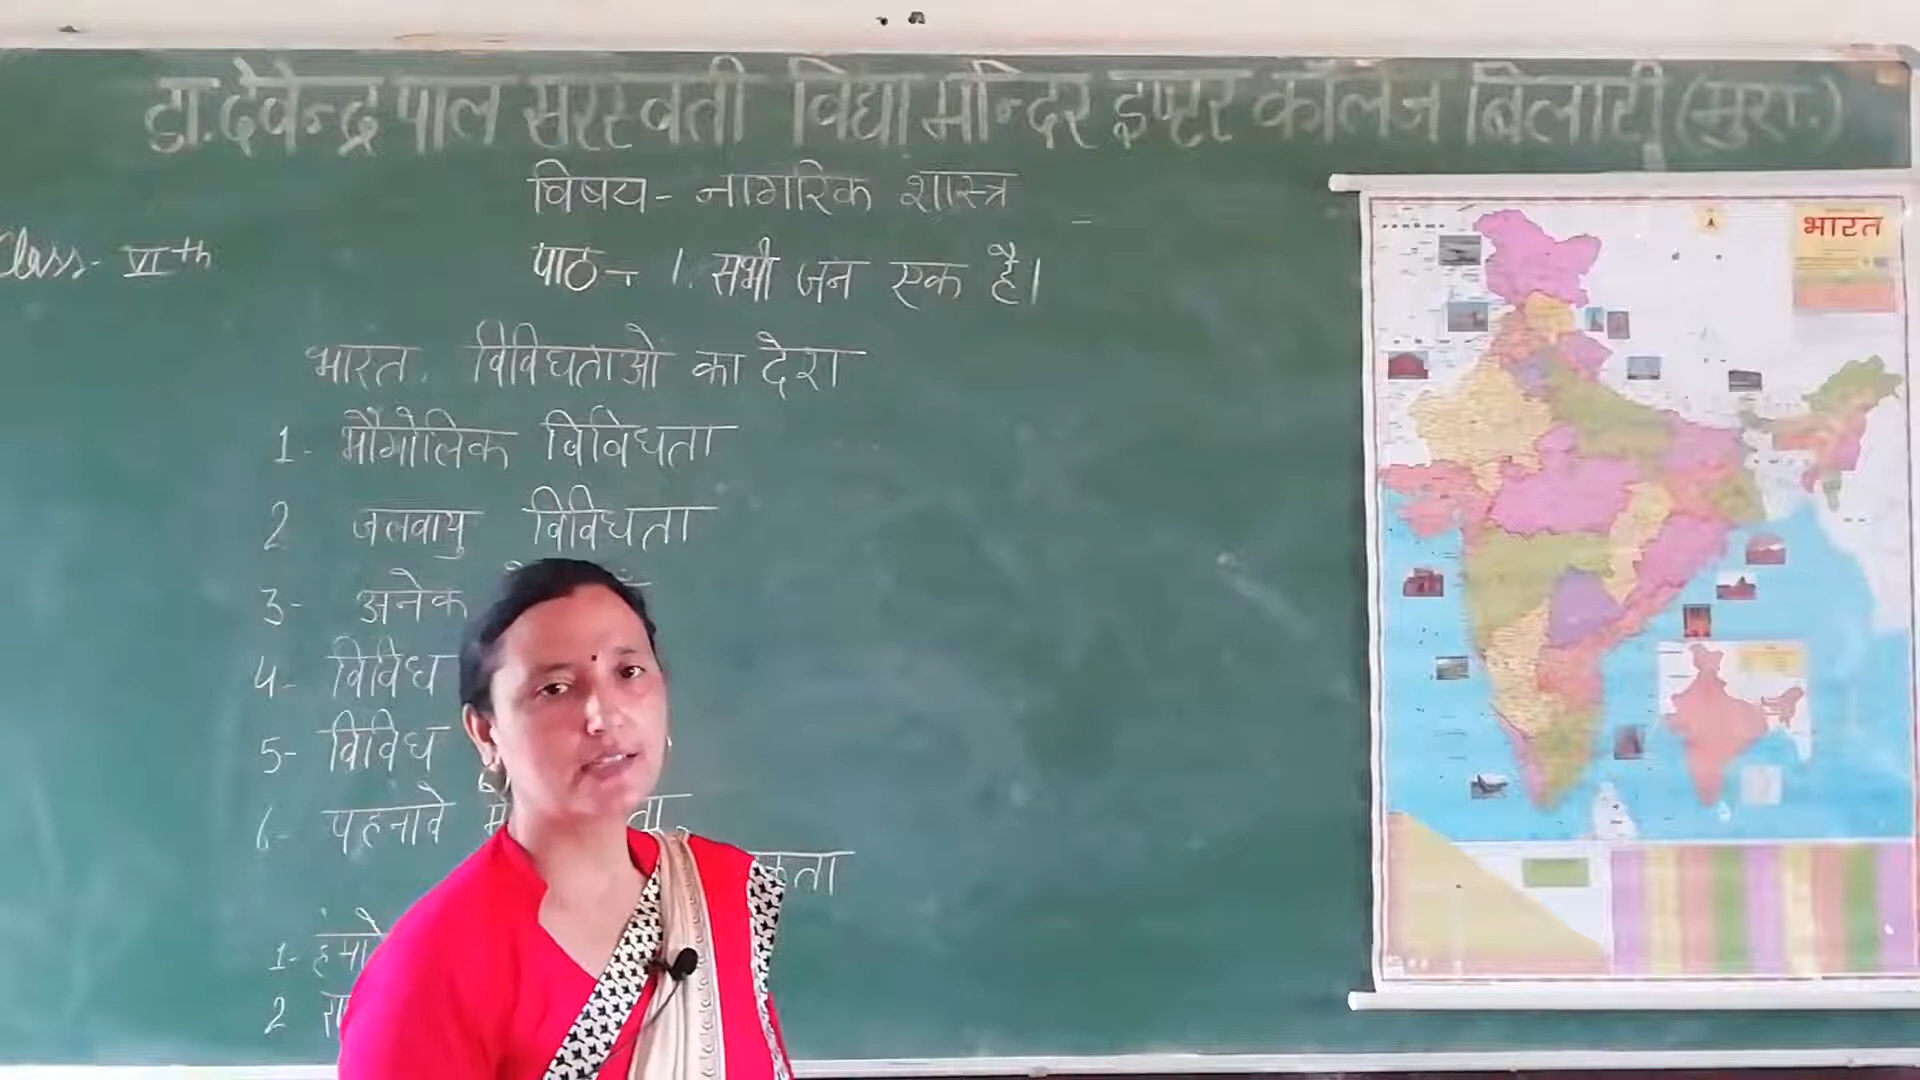 डा. देवेन्द्र पाल सरस्वती विद्या मन्दिर इण्टर कॉलेज बिलारी (मुरा.)
विषय - नागरिक शास्त्र
Class - VIth
पाठ - 1. सभी जन एक है।
भारत विविधताओ का देश
1- भौगोलिक विविधता
2 जलवायु विविधता
3- अनेक
4- विविध
5- विविध
6- पहनावे
1-
2
भारत